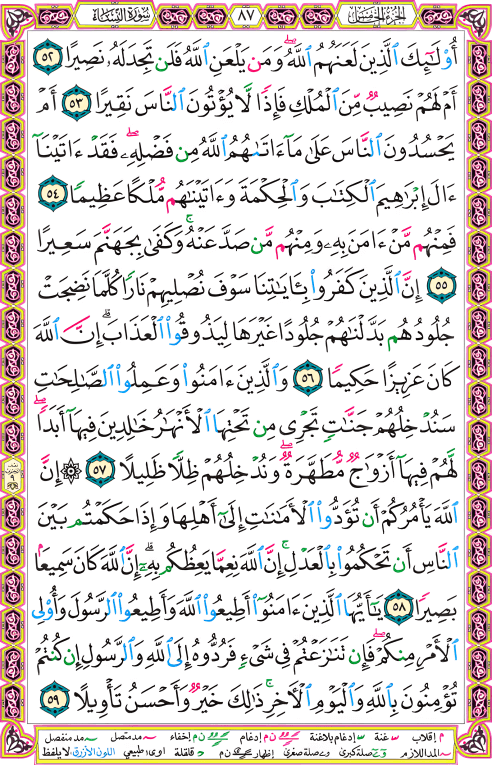 الجزء الخامس ٨٧ سورة النساء
أُوْلَٰٓئِكَ ٱلَّذِينَ لَعَنَهُمُ ٱللَّهُۖ وَمَن يَلْعَنِ ٱللَّهُ فَلَن تَجِدَ لَهُۥ نَصِيرًا ٥٢
أَمْ لَهُمْ نَصِيبٌ مِّنَ ٱلْمُلْكِ فَإِذًا لَّا يُؤْتُونَ ٱلنَّاسَ نَقِيرًا ٥٣ أَمْ
يَحْسُدُونَ ٱلنَّاسَ عَلَىٰ مَآ ءَاتَىٰهُمُ ٱللَّهُ مِن فَضْلِهِۦۖ فَقَدْ ءَاتَيْنَآ
ءَالَ إِبْرَٰهِيمَ ٱلْكِتَٰبَ وَٱلْحِكْمَةَ وَءَاتَيْنَٰهُم مُّلْكًا عَظِيمًا ٥٤
فَمِنْهُم مَّنْ ءَامَنَ بِهِۦ وَمِنْهُم مَّن صَدَّ عَنْهُۚ وَكَفَىٰ بِجَهَنَّمَ سَعِيرًا
٥٥ إِنَّ ٱلَّذِينَ كَفَرُوا۟ بِـَٔايَٰتِنَا سَوْفَ نُصْلِيهِمْ نَارًا كُلَّمَا نَضِجَتْ
جُلُودُهُم بَدَّلْنَٰهُمْ جُلُودًا غَيْرَهَا لِيَذُوقُوا۟ ٱلْعَذَابَۗ إِنَّ ٱللَّهَ
كَانَ عَزِيزًا حَكِيمًا ٥٦ وَٱلَّذِينَ ءَامَنُوا۟ وَعَمِلُوا۟ ٱلصَّٰلِحَٰتِ
سَنُدْخِلُهُمْ جَنَّٰتٍ تَجْرِى مِن تَحْتِهَا ٱلْأَنْهَٰرُ خَٰلِدِينَ فِيهَآ أَبَدًاۖ
لَّهُمْ فِيهَآ أَزْوَٰجٌ مُّطَهَّرَةٌۖ وَنُدْخِلُهُمْ ظِلًّا ظَلِيلًا ٥٧ ۞ إِنَّ
ٱللَّهَ يَأْمُرُكُمْ أَن تُؤَدُّوا۟ ٱلْأَمَٰنَٰتِ إِلَىٰٓ أَهْلِهَا وَإِذَا حَكَمْتُم بَيْنَ
ٱلنَّاسِ أَن تَحْكُمُوا۟ بِٱلْعَدْلِۚ إِنَّ ٱللَّهَ نِعِمَّا يَعِظُكُم بِهِۦٓۗ إِنَّ ٱللَّهَ كَانَ سَمِيعًۢا
بَصِيرًا ٥٨ يَٰٓأَيُّهَا ٱلَّذِينَ ءَامَنُوٓا۟ أَطِيعُوا۟ ٱللَّهَ وَأَطِيعُوا۟ ٱلرَّسُولَ وَأُو۟لِى
ٱلْأَمْرِ مِنكُمْۖ فَإِن تَنَٰزَعْتُمْ فِى شَىْءٍ فَرُدُّوهُ إِلَى ٱللَّهِ وَٱلرَّسُولِ إِن كُنتُمْ
تُؤْمِنُونَ بِٱللَّهِ وَٱلْيَوْمِ ٱلْأَخِرِۚ ذَٰلِكَ خَيْرٌ وَأَحْسَنُ تَأْوِيلًا ٥٩
م إقلاب س غنة إدغام بلاغنة ن م إدغام ن م إخفاء مد متصل مد منفصل
المد اللازم وصلة كبرى وصلة صغرى إظهار ن م قلقلة ا و ى طبيعي اللون الأزرق لا يلفظ